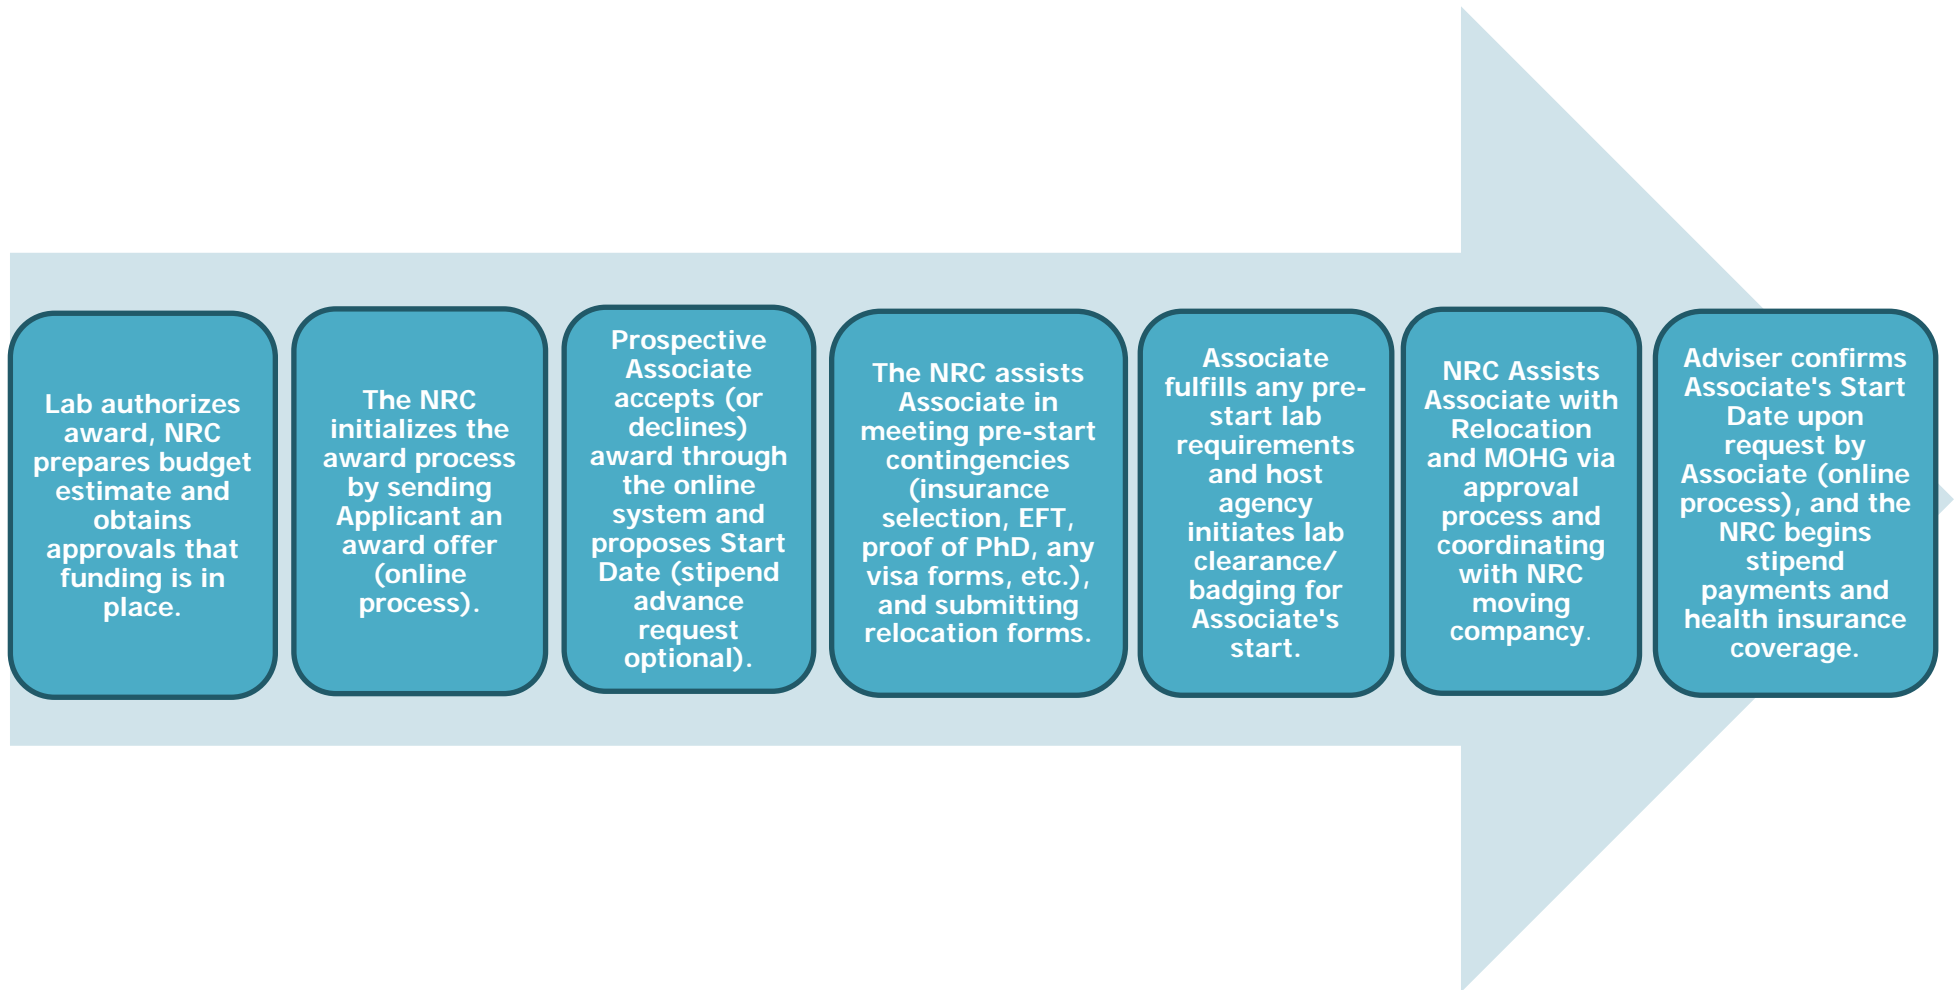 Lab authorizes
award, NRC
prepares budget
estimate and
obtains
approvals that
funding is in
place.
The NRC
initializes the
award process
by sending
Applicant an
award offer
(online
process).
Prospective
Associate
accepts (or
declines)
award through
the online
system and
proposes Start
Date (stipend
advance
request
optional).
The NRC assists
Associate in
meeting pre-start
contingencies
(insurance
selection, EFT,
proof of PhD, any
visa forms, etc.),
and submitting
relocation forms.
Associate
fulfills any pre-
start lab
requirements
and host
agency
initiates lab
clearance/
badging for
Associate's
start.
NRC Assists
Associate with
Relocation
and MOHG via
approval
process and
coordinating
with NRC
moving
compancy.
Adviser confirms
Associate's Start
Date upon
request by
Associate (online
process), and the
NRC begins
stipend
payments and
health insurance
coverage.